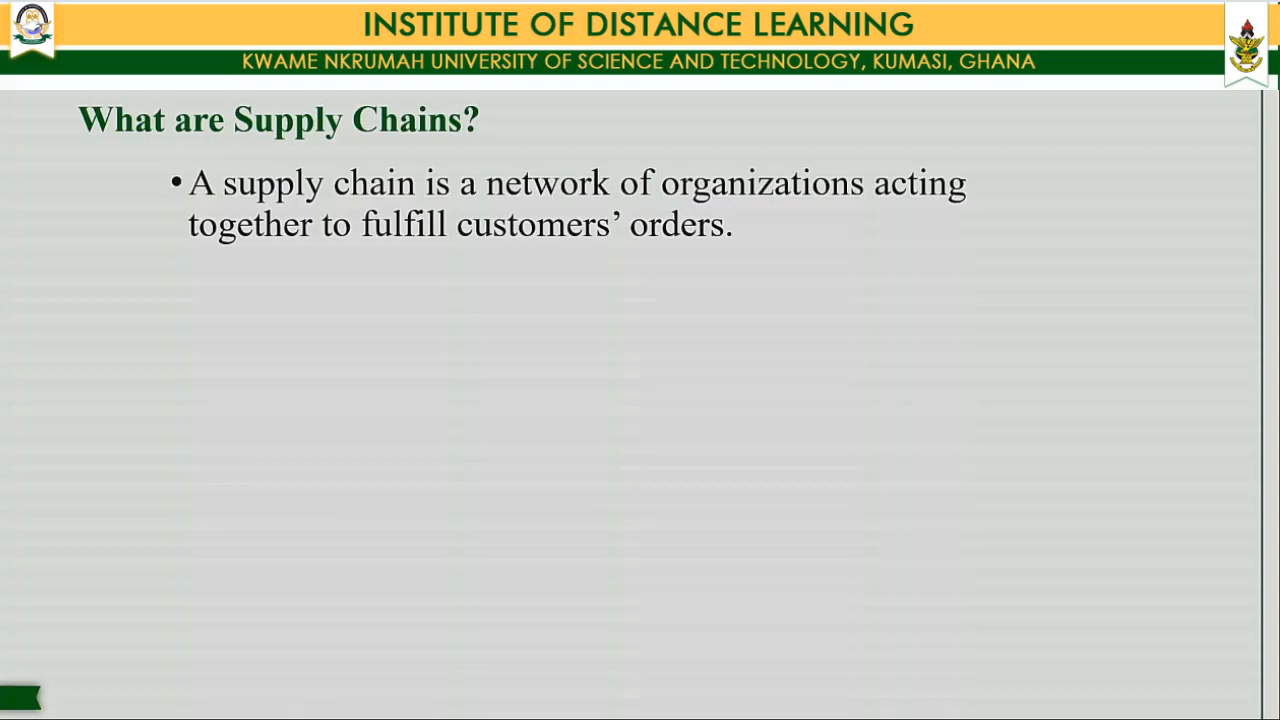 INSTITUTE OF DISTANCE LEARNING
KWAME NKRUMAH UNIVERSITY OF SCIENCE AND TECHNOLOGY, KUMASI, GHANA
What are Supply Chains?
• A supply chain is a network of organizations acting
together to fulfill customers’ orders.